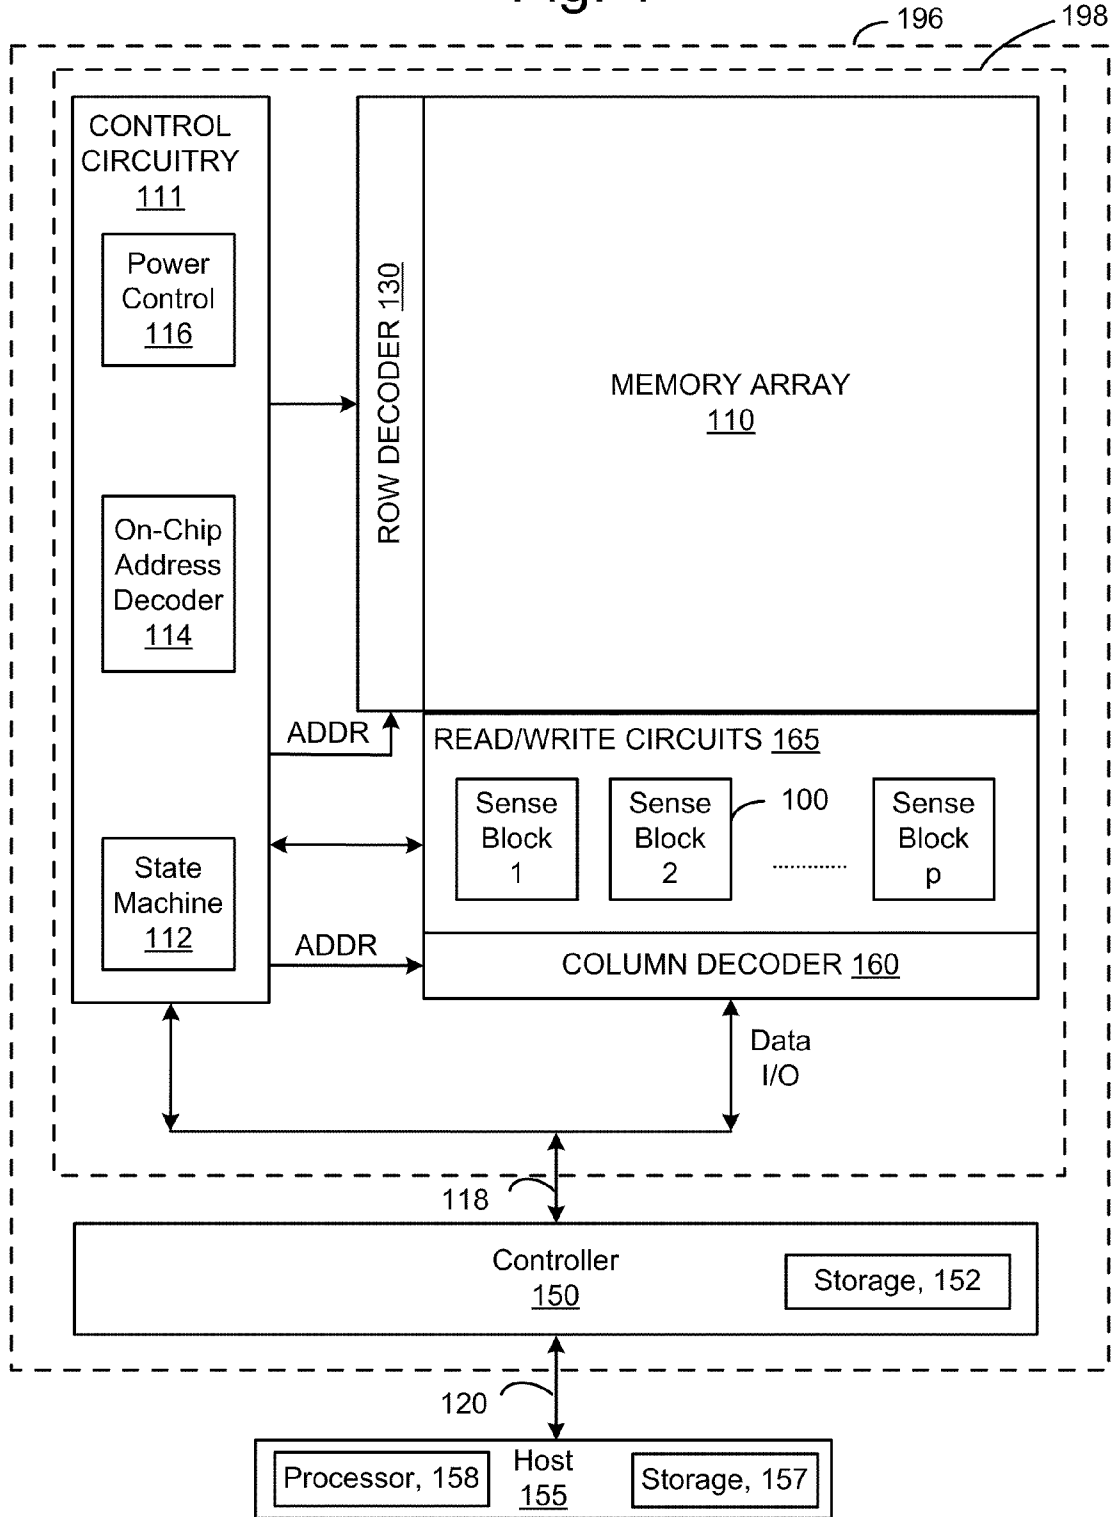 196
198
CONTROL
CIRCUITRY
111
Power
Control
116
On-Chip
Address
Decoder
114
State
Machine
112
ROW DECODER 130
MEMORY ARRAY
110
ADDR
READ/WRITE CIRCUITS 165
Sense
Block
1
Sense
Block
2
100
...........
Sense
Block
p
ADDR
COLUMN DECODER 160
Data
I/O
118
Controller
150
Storage, 152
120
Processor, 158
Host
155
Storage, 157